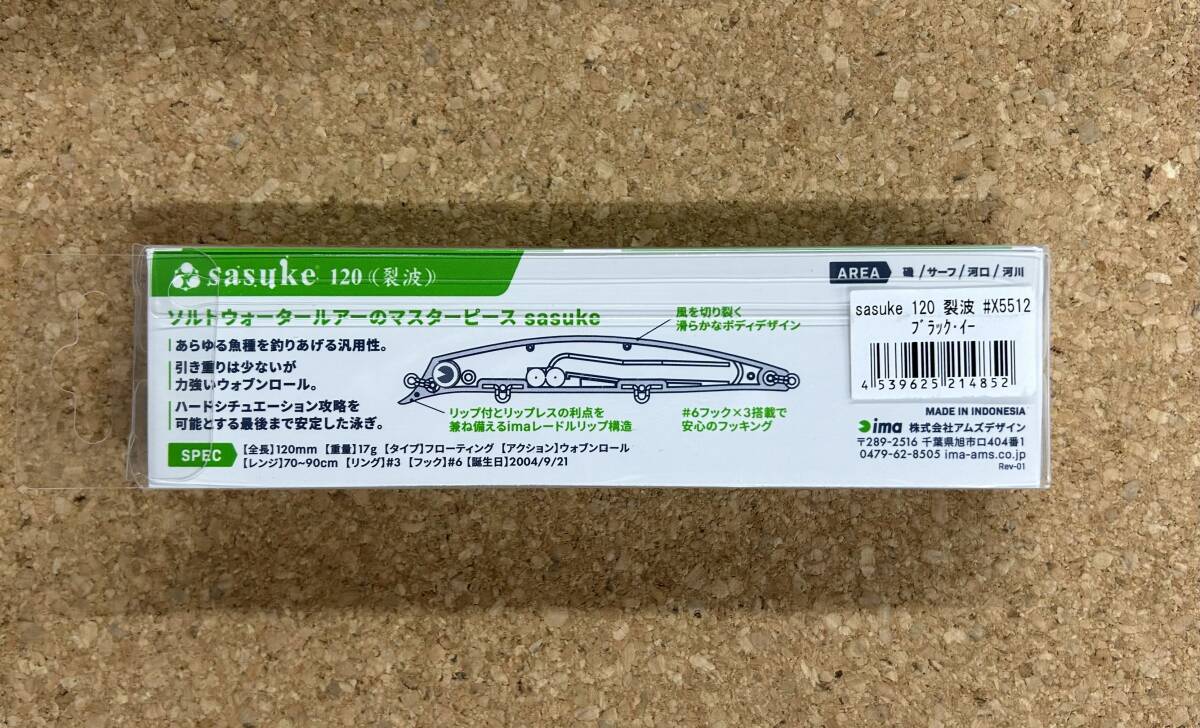 sasuke 120 (裂波)
AREA 磯/サーフ/河口/河川
ソルトウォータールアーのマスターピース sasuke
あらゆる魚種を釣りあげる汎用性。
引き重りは少ないが
力強いウォブンロール。
ハードシチュエーション攻略を
可能とする最後まで安定した泳ぎ。
風を切り裂く
滑らかなボディデザイン
リップ付とリップレスの利点を
兼ね備えるimaレードルリップ構造
#6フック×3搭載で
安心のフッキング
sasuke 120 裂波 #X5512
ブラック・イー
4 539625 214852
MADE IN INDONESIA
ima 株式会社アムズデザイン
〒289-2516 千葉県旭市ロ404番1
0479-62-8505 ima-ams.co.jp
Rev-01
SPEC
【全長】120mm 【重量】17g 【タイプ】フローティング 【アクション】ウォブンロール
【レンジ】70~90cm 【リング】#3 【フック】#6 【誕生日】2004/9/21